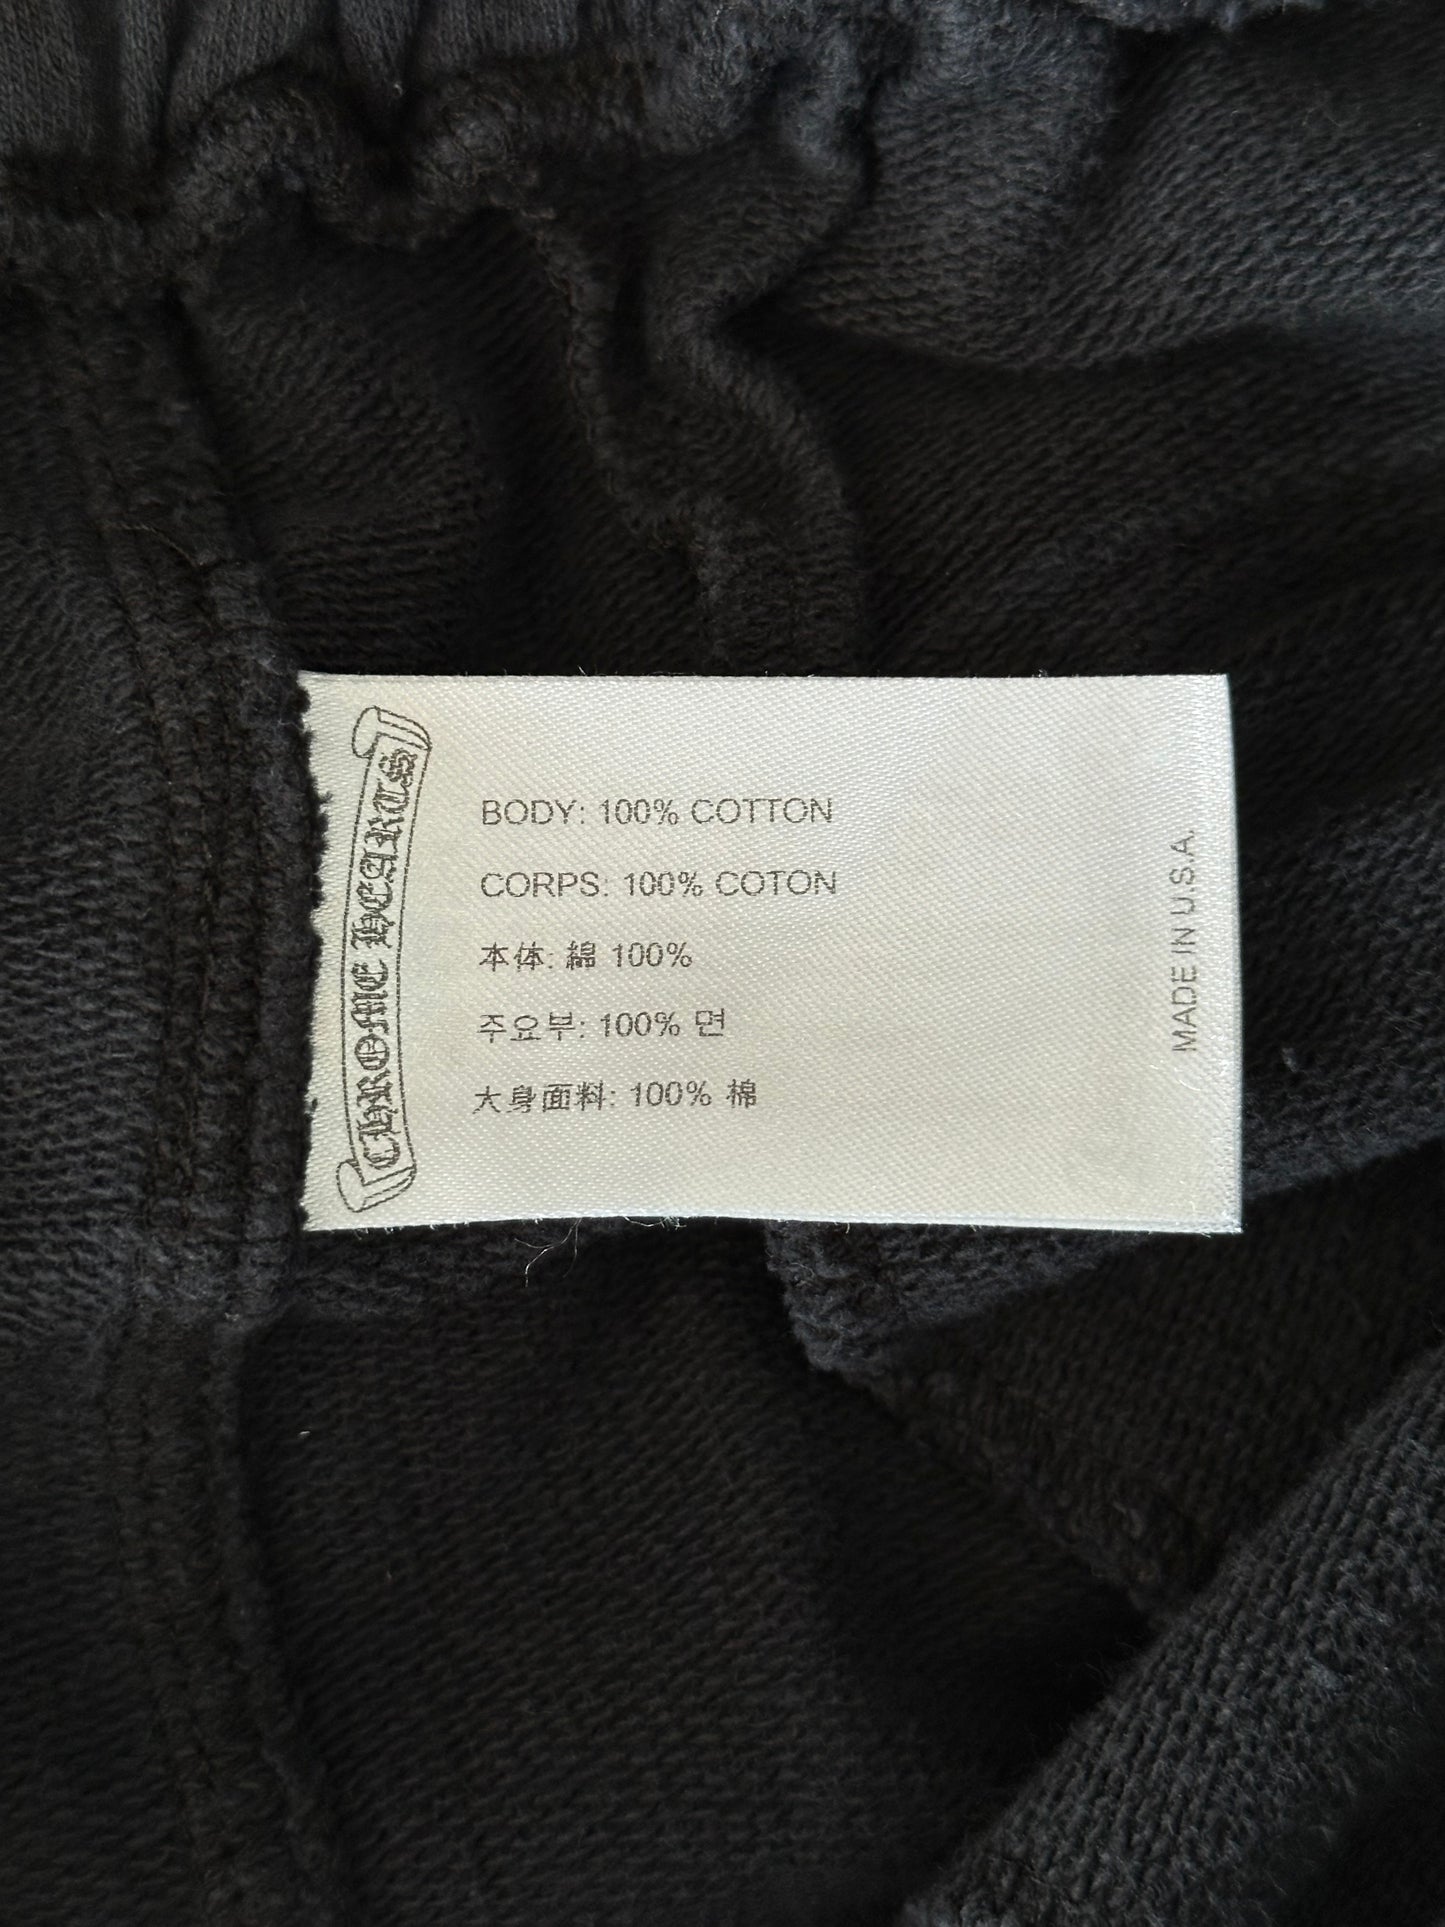 CHROME HEARTS
BODY: 100% COTTON
CORPS: 100% COTON
本体: 綿 100%
주요부: 100% 면
大身面料: 100% 棉
MADE IN U.S.A.